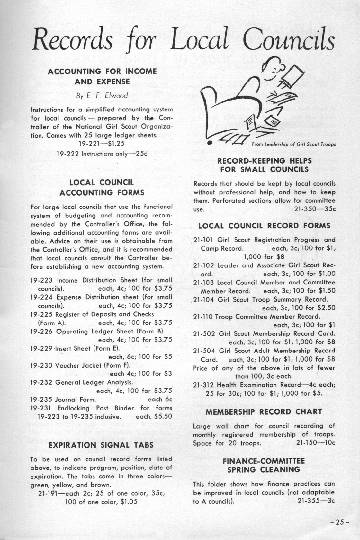 Records for Local Councils
ACCOUNTING FOR INCOME
AND EXPENSE
By E. T. Elwood
Instructions for a simplified accounting system
for local councils — prepared by the Con-
troller of the National Girl Scout Organiza-
tion. Comes with 25 large ledger sheets.
19-221—$1.25
19-222 Instructions only—25c
LOCAL COUNCIL
ACCOUNTING FORMS
For large local councils that use the functional
system of budgeting and accounting recom-
mended by the Controller's Office, the fol-
lowing additional accounting forms are avail-
able. Advice on their use is obtainable from
the Controller's Office, and it is recommended
that local councils consult the Controller be-
fore establishing a new accounting system.
19-223 Income Distribution Sheet (for small
councils). each, 4c; 100 for $3.75
19-224 Expense Distribution sheet (for small
councils). each, 4c; 100 for $3.75
19-225 Register of Deposits and Checks
(Form A). each, 4c; 100 for $3.75
19-226 Operating Ledger Sheet (Form B)
each, 4c; 100 for $3.75
19-229 Insert Sheet (Form E).
each, 6c; 100 for $5
19-230 Voucher Jacket (Form F).
each 4c; 100 for $3
19-232 General Ledger Analysis.
each, 4c, 100 for $3.75
19-235 Journal Form. each 6c
19-231 Endlocking Post Binder for forms
19-223 to 19-235 inclusive. each, $5.50
EXPIRATION SIGNAL TABS
To be used on council record forms listed
above, to indicate program, position, date of
expiration. The tabs come in three colors—
green, yellow, and brown.
21-191—each 2c; 25 of one color, 35c,
100 of one color, $1.05
From Leadership of Girl Scout Troops
RECORD-KEEPING HELPS
FOR SMALL COUNCILS
Records that should be kept by local councils
without professional help, and how to keep
them. Perforated sections allow for committee
use. 21-350—35c
LOCAL COUNCIL RECORD FORMS
21-101 Girl Scout Registration Program and
Camp Record. each, 3c, 100 for $1,
1,000 for $8
21-102 Leader and Associate Girl Scout Rec-
ord. each, 3c, 100 for $1.00
21-103 Local Council Member and Committee
Member Record. each, 3c, 100 for $1.50
21-104 Girl Scout Troop Summary Record.
each, 3c, 100 for $2.50
21-110 Troop Committee Member Record.
each, 3c; 100 for $1
21-502 Girl Scout Membership Record Card.
each, 3c, 100 for $1, 1,000 for $8
21-504 Girl Scout Adult Membership Record
Card. each, 3c; 100 for $1, 1,000 for $8
Price of any of the above in lots of fewer
than 100, 3c each
21-312 Health Examination Record—4c each;
25 for 30c; 100 for $1; 1,000 for $5.
MEMBERSHIP RECORD CHART
Large wall chart for council recording of
monthly registered membership of troops.
Space for 20 troops. 21-150—10c
FINANCE-COMMITTEE
SPRING CLEANING
This folder shows how finance practices can
be improved in local councils (not adaptable
to A councils). 21-355—3c
–25–